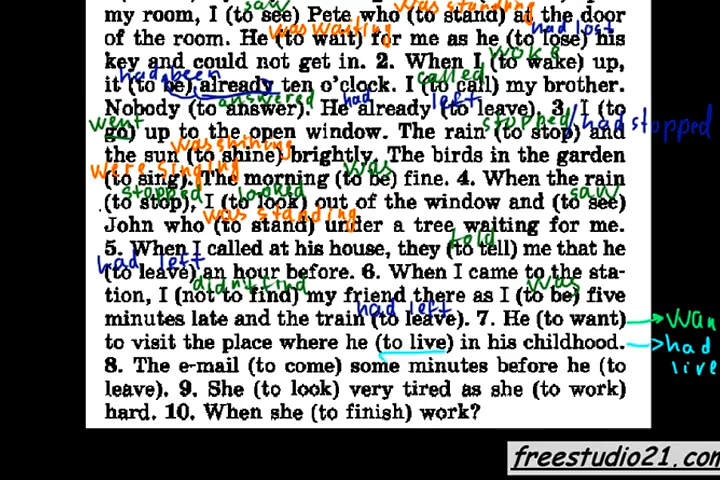 saw was standing
my room, I (to see) Pete who (to stand) at the door
was waiting had lost
of the room. He (to wait) for me as he (to lose) his
woke
key and could not get in. 2. When I (to wake) up,
had been called
it (to be) already ten o'clock. I (to call) my brother.
answered had left
Nobody (to answer). He already (to leave). 3. I (to
went stopped/had stopped
go) up to the open window. The rain (to stop) and
was shining
the sun (to shine) brightly. The birds in the garden
were singing was
(to sing). The morning (to be) fine. 4. When the rain
stopped looked saw
(to stop), I (to look) out of the window and (to see)
was standing
John who (to stand) under a tree waiting for me.
told
5. When I called at his house, they (to tell) me that he
had left
(to leave) an hour before. 6. When I came to the sta-
didn't find was
tion, I (not to find) my friend there as I (to be) five
had left
minutes late and the train (to leave). 7. He (to want) wan
to visit the place where he (to live) in his childhood. had
live
8. The e-mail (to come) some minutes before he (to
leave). 9. She (to look) very tired as she (to work)
hard. 10. When she (to finish) work?
freestudio21.com